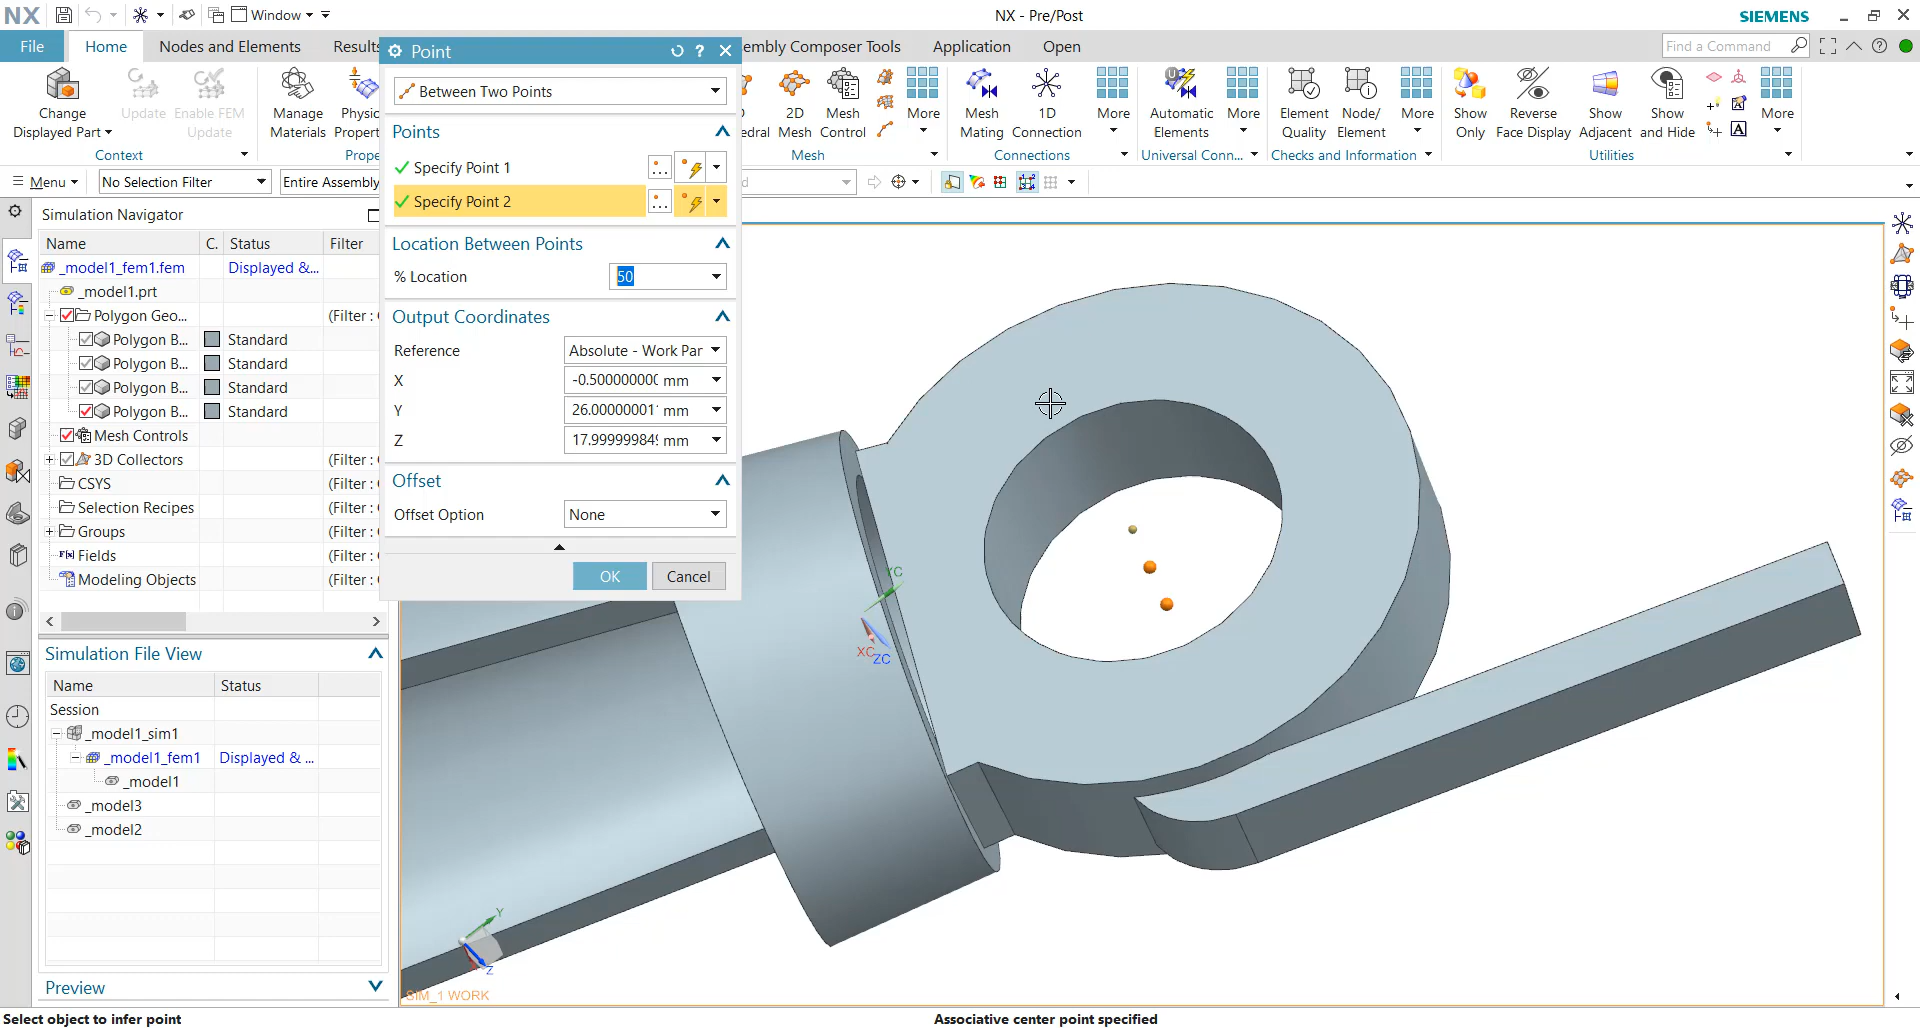 NX
Window
NX - Pre/Post
SIEMENS
File
Home
Nodes and Elements
Results
Point
embly Composer Tools
Application
Open
Find a Command
Change
Displayed Part
Update
Enable FEM
Update
Manage
Materials
Physic
Propert
Context
Prope
Between Two Points
Points
Specify Point 1
Specify Point 2
Location Between Points
% Location
50
Output Coordinates
Reference
Absolute - Work Par
X
-0.500000000 mm
Y
26.00000001 mm
Z
17.99999984 mm
Offset
Offset Option
None
OK
Cancel
2D
Mesh
Mesh
Control
More
Mesh
Mesh
Mating
1D
Connection
More
Connections
Automatic
Elements
More
Universal Conn...
Element
Quality
Node/
Element
More
Checks and Information
Show
Only
Reverse
Face Display
Show
Adjacent
Show
and Hide
More
Utilities
Menu
No Selection Filter
Entire Assembly
Simulation Navigator
Name
C.
Status
Filter
_model1_fem1.fem
Displayed &...
_model1.prt
Polygon Geo...
(Filter :
Polygon B...
Standard
Polygon B...
Standard
Polygon B...
Standard
Polygon B...
Standard
Mesh Controls
3D Collectors
(Filter :
CSYS
(Filter :
Selection Recipes
(Filter :
Groups
(Filter :
Fields
(Filter :
Modeling Objects
(Filter :
Simulation File View
Name
Status
Session
_model1_sim1
_model1_fem1
Displayed & ...
_model1
_model3
_model2
Preview
YC
XC
ZC
Y
Z
SIM_1 WORK
Select object to infer point
Associative center point specified